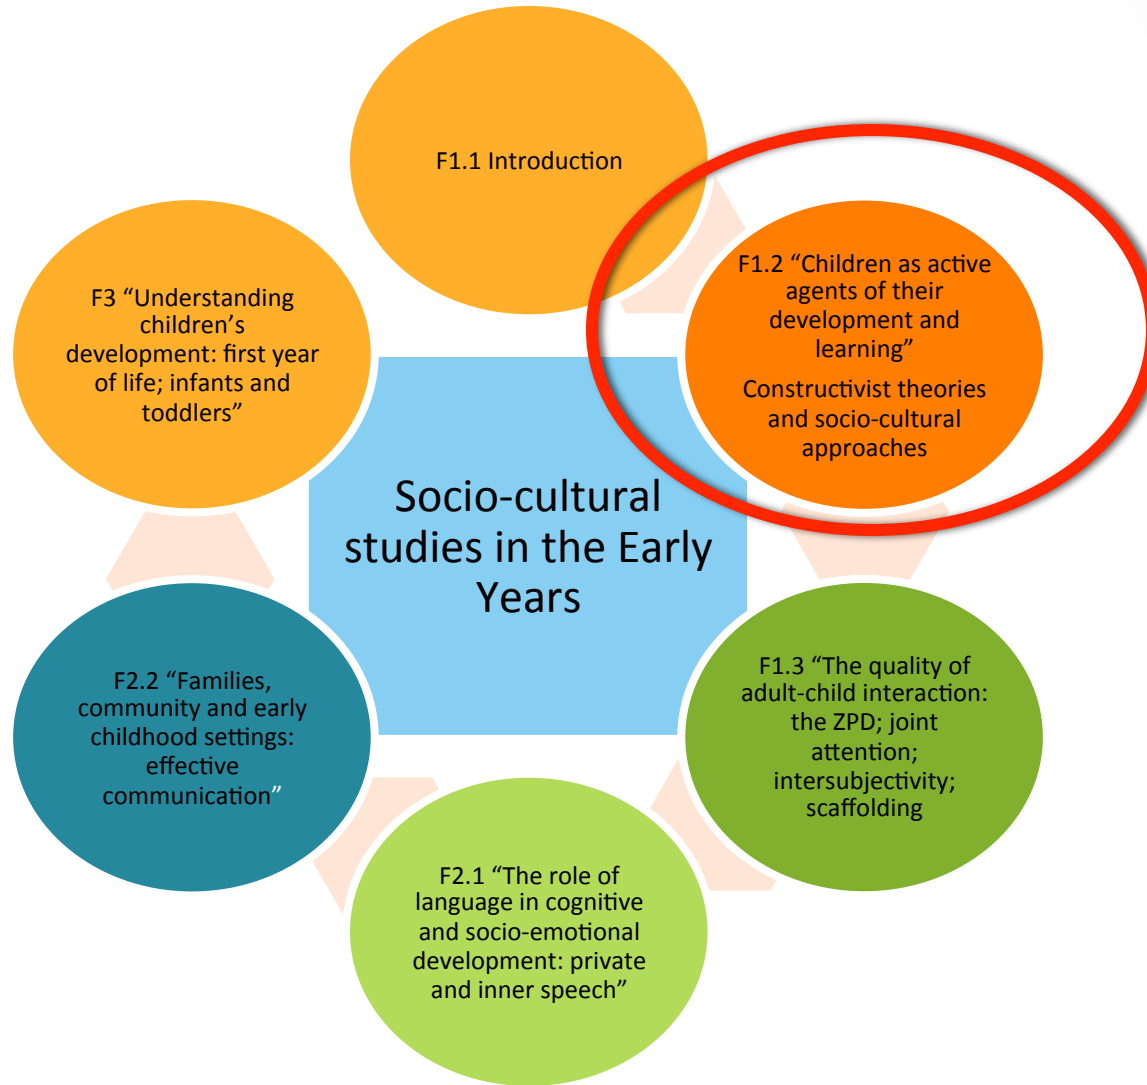 F1.1 Introduction
F1.2 “Children as active
agents of their
development and
learning”
Constructivist theories
and socio-cultural
approaches
F1.3 “The quality of
adult-child interaction:
the ZPD; joint
attention;
intersubjectivity;
scaffolding
F2.1 “The role of
language in cognitive
and socio-emotional
development: private
and inner speech”
F2.2 “Families,
community and early
childhood settings:
effective
communication”
F3 “Understanding
children’s
development: first year
of life; infants and
toddlers”
Socio-cultural
studies in the Early
Years